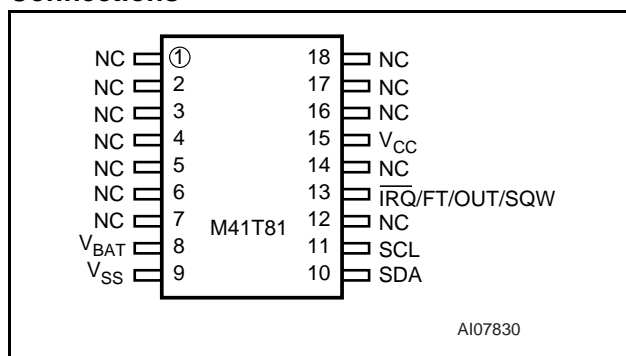 NC 1 18 NC
NC 2 17 NC
NC 3 16 NC
NC 4 15 VCC
NC 5 14 NC
NC 6 13 IRQ/FT/OUT/SQW
NC 7 12 NC
M41T81
VBAT 8 11 SCL
VSS 9 10 SDA
AI07830